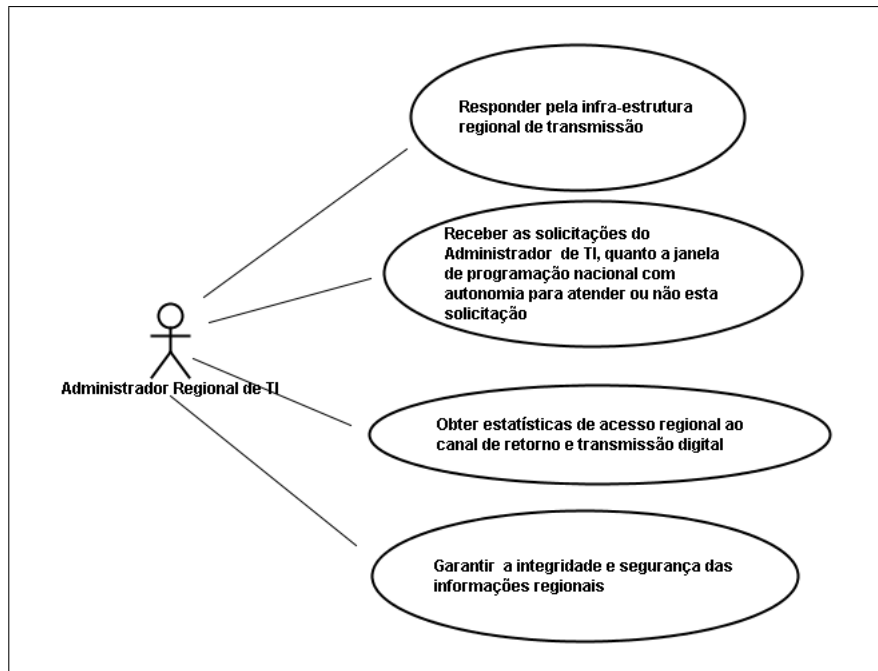 Responder pela infra-estrutura
regional de transmissão
Receber as solicitações do
Administrador de TI, quanto a janela
de programação nacional com
autonomia para atender ou não esta
solicitação
Administrador Regional de TI
Obter estatísticas de acesso regional ao
canal de retorno e transmissão digital
Garantir a integridade e segurança das
informações regionais